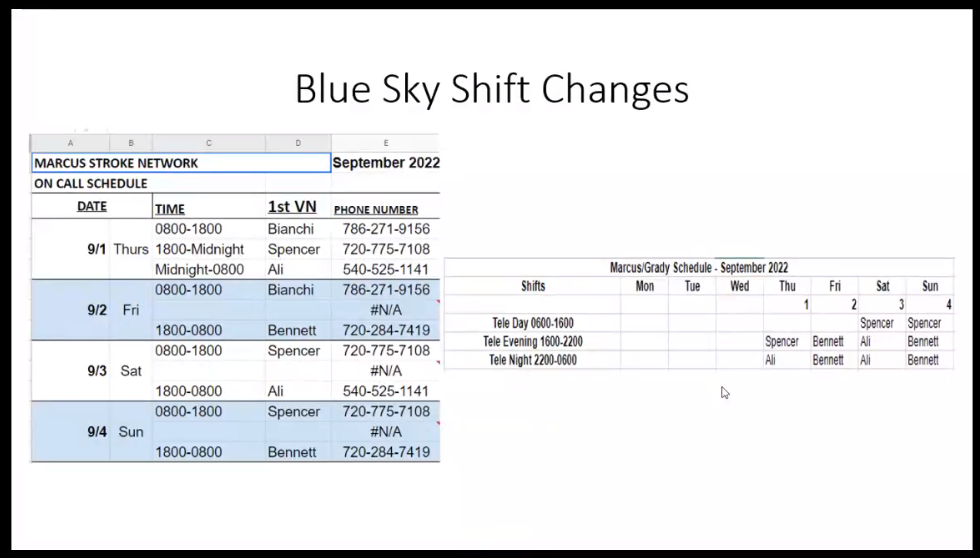 Blue Sky Shift Changes
A B C D E
MARCUS STROKE NETWORK September 2022
ON CALL SCHEDULE
DATE TIME 1st VN PHONE NUMBER
0800-1800 Bianchi 786-271-9156
9/1 Thurs 1800-Midnight Spencer 720-775-7108
Midnight-0800 Ali 540-525-1141
0800-1800 Bianchi 786-271-9156
9/2 Fri #N/A
1800-0800 Bennett 720-284-7419
0800-1800 Spencer 720-775-7108
9/3 Sat #N/A
1800-0800 Ali 540-525-1141
0800-1800 Spencer 720-775-7108
9/4 Sun #N/A
1800-0800 Bennett 720-284-7419
Marcus/Grady Schedule - September 2022
Shifts Mon Tue Wed Thu Fri Sat Sun
1 2 3 4
Tele Day 0600-1600 Spencer Spencer
Tele Evening 1600-2200 Spencer Bennett Ali Bennett
Tele Night 2200-0600 Ali Bennett Ali Bennett